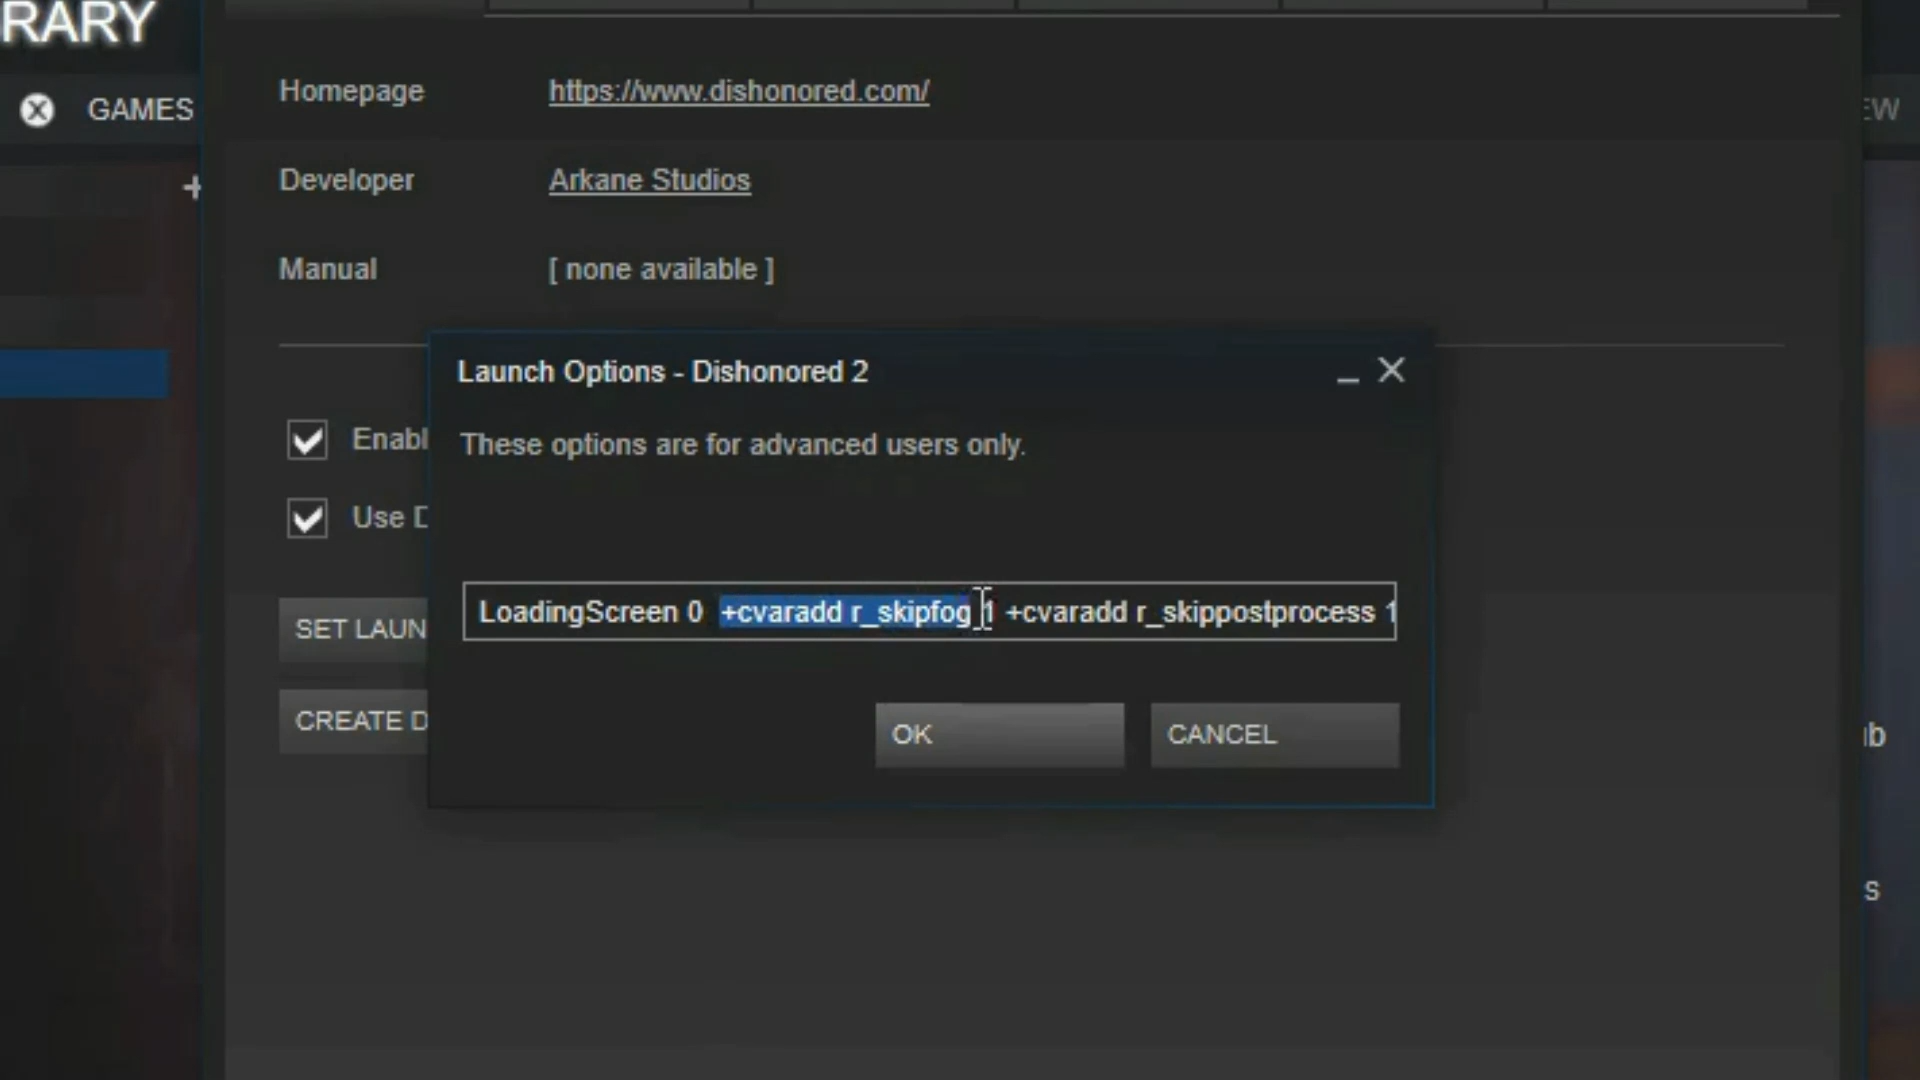 RARY
GAMES
EW
Homepage https://www.dishonored.com/
Developer Arkane Studios
+
Manual [ none available ]
Launch Options - Dishonored 2
These options are for advanced users only.
Enabl
Use D
LoadingScreen 0 +cvaradd r_skipfog 1 +cvaradd r_skippostprocess 1
SET LAUN
CREATE D
OK
CANCEL
ub
s